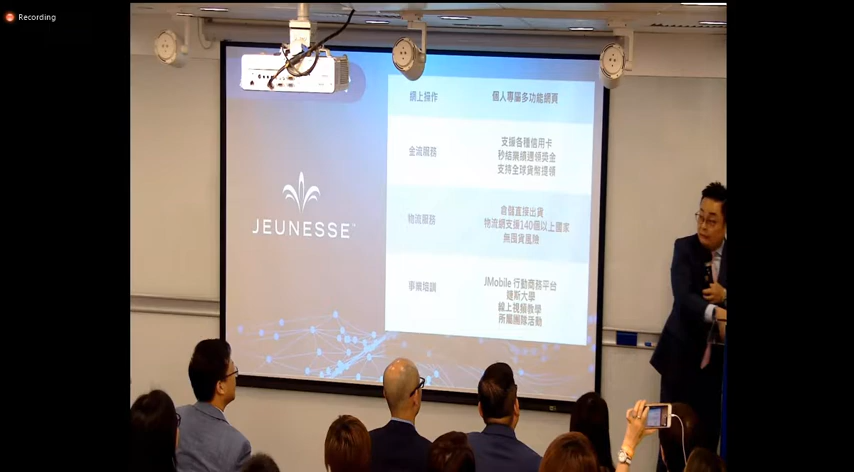 Recording
JEUNESSE™
網上操作
個人專屬多功能網頁
金流服務
支援各種信用卡
秒結業績週領獎金
支持全球貨幣提領
物流服務
倉儲直接出貨
物流網支援140個以上國家
無囤貨風險
事業培訓
JMobile 行動商務平台
婕斯大學
線上視頻教學
所屬團隊活動